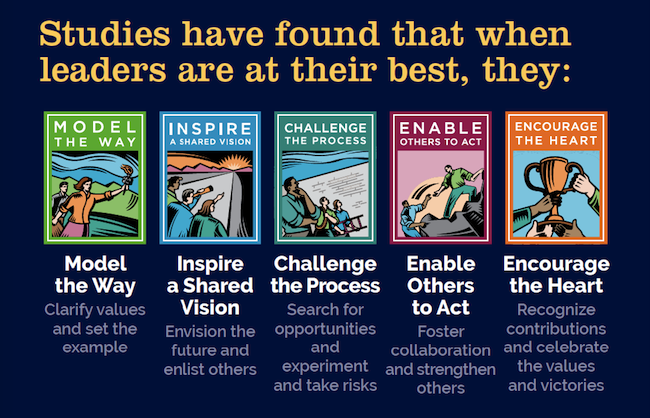 Studies have found that when
leaders are at their best, they:
MODEL
THE WAY
INSPIRE
A SHARED VISION
CHALLENGE
THE PROCESS
ENABLE
OTHERS TO ACT
ENCOURAGE
THE HEART
Model
the Way
Clarify values
and set the
example
Inspire
a Shared
Vision
Envision the
future and
enlist others
Challenge
the Process
Search for
opportunities
and
experiment
and take risks
Enable
Others
to Act
Foster
collaboration
and strengthen
others
Encourage
the Heart
Recognize
contributions
and celebrate
the values
and victories